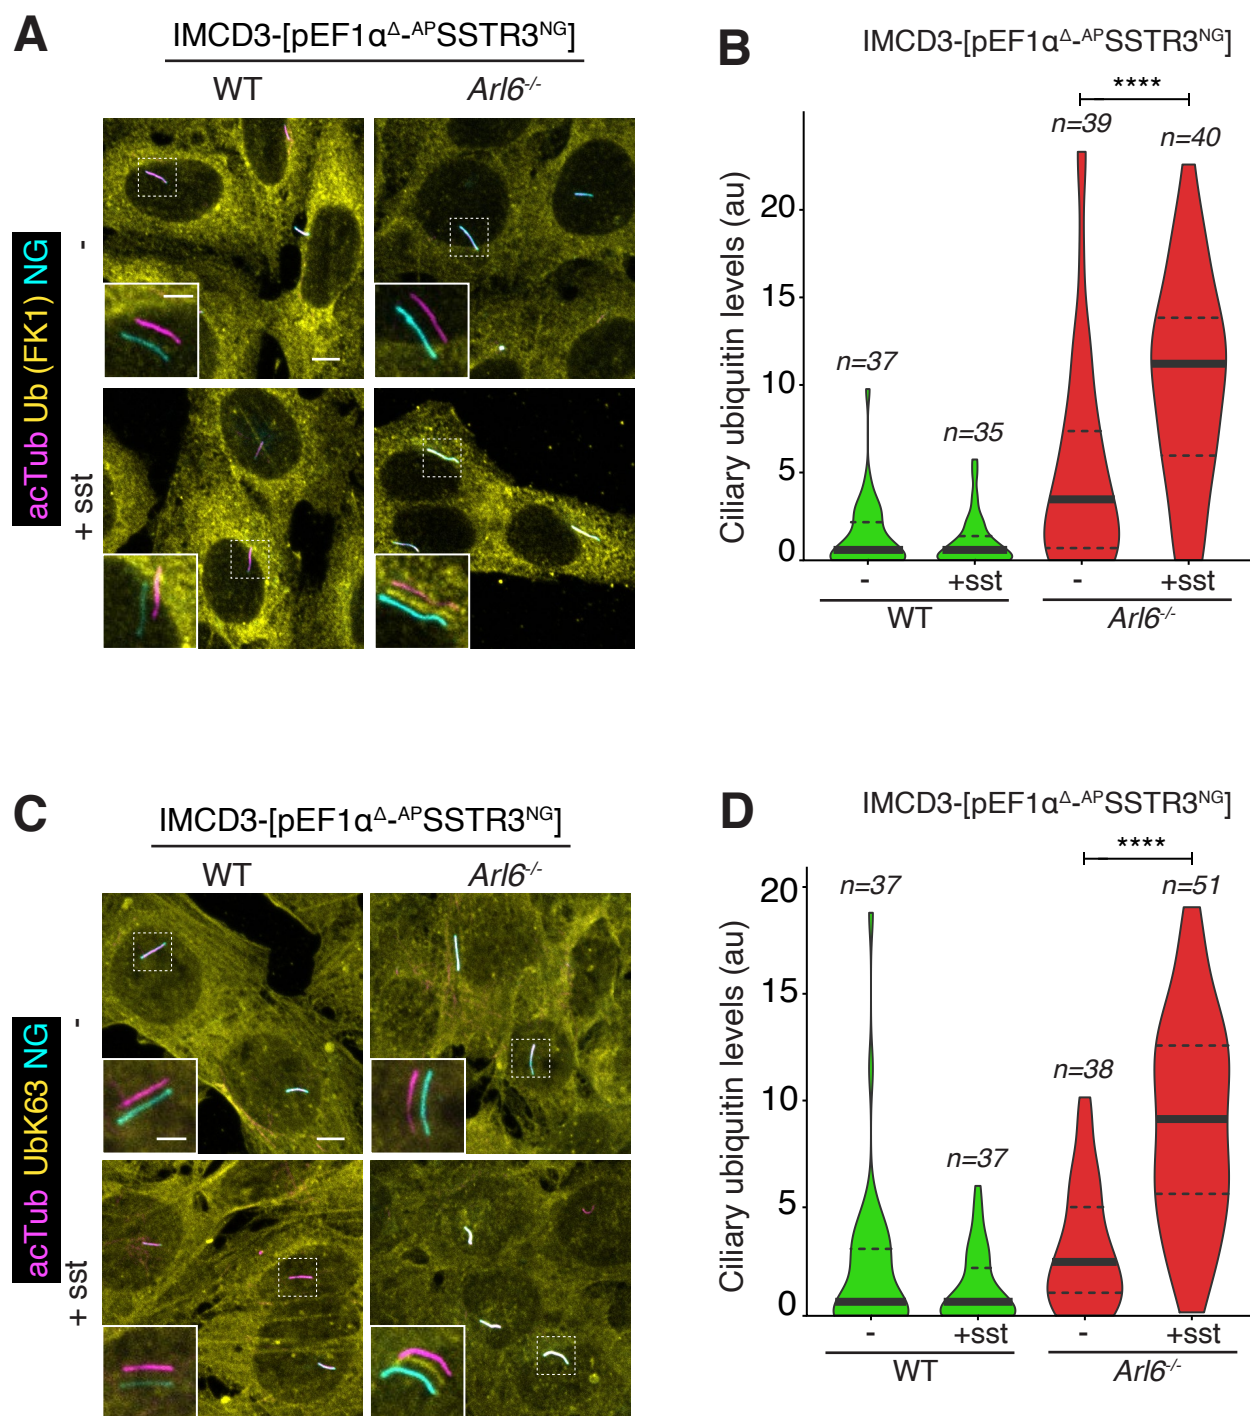 A
IMCD3-[pEF1αΔ-APSSTR3NG]
WT
Arl6-/-
acTub Ub (FK1) NG
-
+ sst
B
IMCD3-[pEF1αΔ-APSSTR3NG]
****
n=39
n=40
n=37
n=35
Ciliary ubiquitin levels (au)
20
15
10
5
0
-
+sst
-
+sst
WT
Arl6-/-
C
IMCD3-[pEF1αΔ-APSSTR3NG]
WT
Arl6-/-
acTub UbK63 NG
-
+ sst
D
IMCD3-[pEF1αΔ-APSSTR3NG]
****
n=37
n=51
n=38
n=37
Ciliary ubiquitin levels (au)
20
15
10
5
0
-
+sst
-
+sst
WT
Arl6-/-